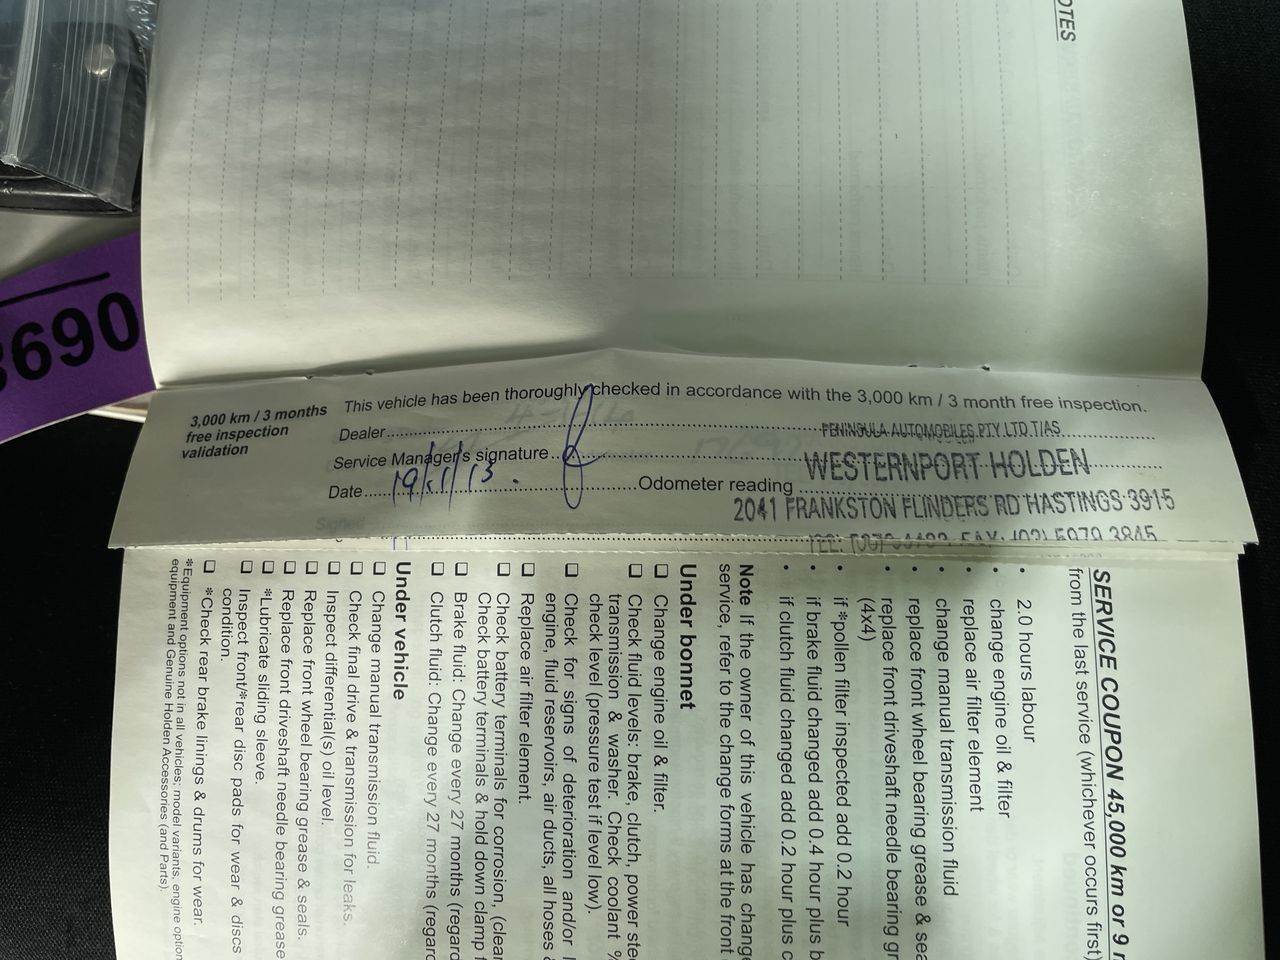 OTES
690
3,000 km / 3 months
free inspection
validation
This vehicle has been thoroughly checked in accordance with the 3,000 km / 3 month free inspection.
Dealer
PENINSULA AUTOMOBILES PTY. LTD. T/AS.
Service Manager's signature
WESTERNPORT HOLDEN
Date
Odometer reading
2041 FRANKSTON FLINDERS RD HASTINGS 3915
SERVICE COUPON 45,000 km or 9
from the last service (whichever occurs first)
• 2.0 hours labour
• change engine oil & filter
• replace air filter element
• change manual transmission fluid
• replace front wheel bearing grease & sea
• replace front driveshaft needle bearing gr
(4x4)
• if *pollen filter inspected add 0.2 hour
• if brake fluid changed add 0.4 hour plus b
• if clutch fluid changed add 0.2 hour plus c
Note If the owner of this vehicle has change
service, refer to the change forms at the front
Under bonnet
❑ Change engine oil & filter.
❑ Check fluid levels: brake, clutch, power stee
transmission & washer. Check coolant %
check level (pressure test if level low).
❑ Check for signs of deterioration and/or
engine, fluid reservoirs, air ducts, all hoses
❑ Replace air filter element.
❑ Check battery terminals for corrosion, (clean
Check battery terminals & hold down clamp
❑ Brake fluid: Change every 27 months (regard
❑ Clutch fluid: Change every 27 months (regard
Under vehicle
❑ Change manual transmission fluid.
❑ Check final drive & transmission for leaks.
❑ Inspect differential(s) oil level.
❑ Replace front wheel bearing grease & seals.
❑ Replace front driveshaft needle bearing grease
❑ *Lubricate sliding sleeve.
❑ Inspect front/*rear disc pads for wear & discs
condition.
❑ *Check rear brake linings & drums for wear.
*Equipment options not in all vehicles; model variants, engine option
equipment and Genuine Holden Accessories (and Parts).